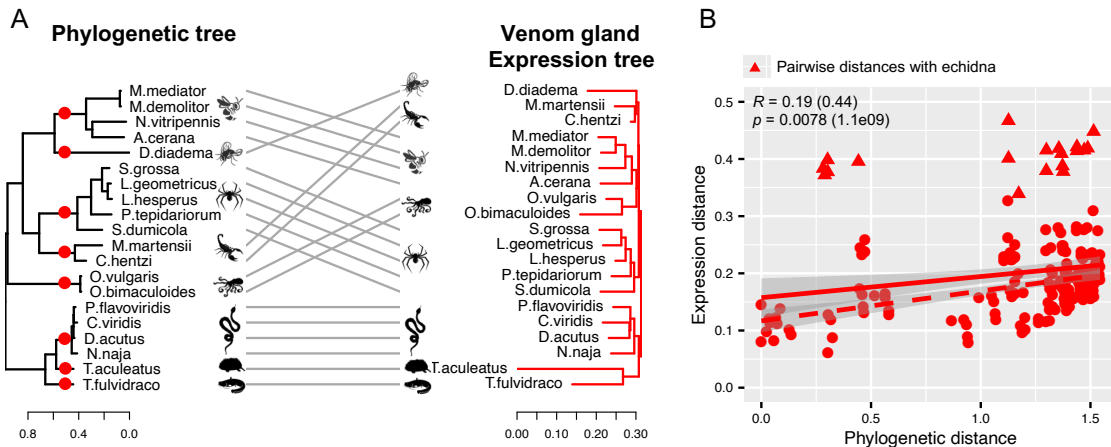 A
Phylogenetic tree
M.mediator
M.demolitor
N.vitripennis
A.cerana
D.diadema
S.grossa
L.geometricus
L.hesperus
P.tepidariorum
S.dumicola
M.martensii
C.hentzi
O.vulgaris
O.bimaculoides
P.flavoviridis
C.viridis
D.acutus
N.naja
T.aculeatus
T.fulvidraco
0.8 0.4 0.0
Venom gland
Expression tree
D.diadema
M.martensii
C.hentzi
M.mediator
M.demolitor
N.vitripennis
A.cerana
O.vulgaris
O.bimaculoides
S.grossa
L.geometricus
L.hesperus
P.tepidariorum
S.dumicola
P.flavoviridis
C.viridis
D.acutus
N.naja
T.aculeatus
T.fulvidraco
0.00 0.10 0.20 0.30
B
Pairwise distances with echidna
R = 0.19 (0.44)
p = 0.0078 (1.1e09)
Expression distance
0.5
0.4
0.3
0.2
0.1
0.0
0.0 0.5 1.0 1.5
Phylogenetic distance